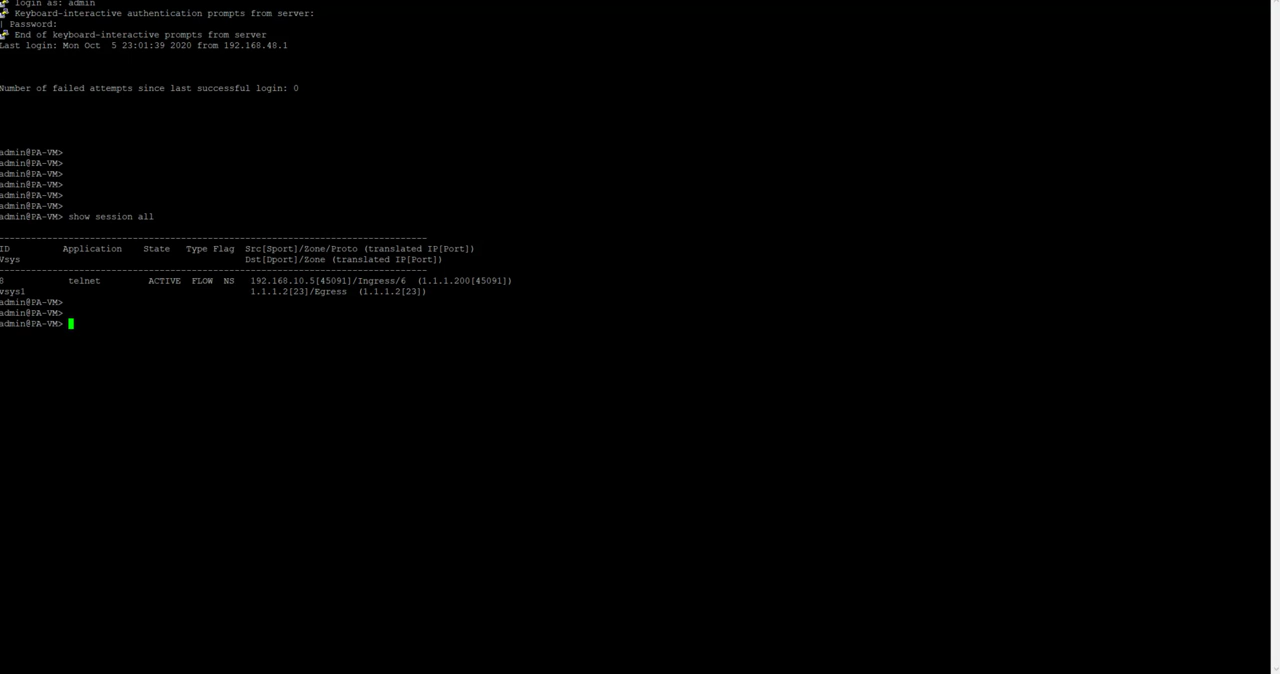 login as: admin
Keyboard-interactive authentication prompts from server:
| Password:
End of keyboard-interactive prompts from server
Last login: Mon Oct  5 23:01:39 2020 from 192.168.48.1
Number of failed attempts since last successful login: 0
admin@PA-VM>
admin@PA-VM>
admin@PA-VM>
admin@PA-VM>
admin@PA-VM>
admin@PA-VM>
admin@PA-VM> show session all
--------------------------------------------------------------------------------
ID          Application    State   Type Flag  Src[Sport]/Zone/Proto (translated IP[Port])
Vsys                                          Dst[Dport]/Zone (translated IP[Port])
--------------------------------------------------------------------------------
8            telnet         ACTIVE  FLOW  NS   192.168.10.5[45091]/Ingress/6  (1.1.1.200[45091])
vsys1                                          1.1.1.2[23]/Egress  (1.1.1.2[23])
admin@PA-VM>
admin@PA-VM>
admin@PA-VM>